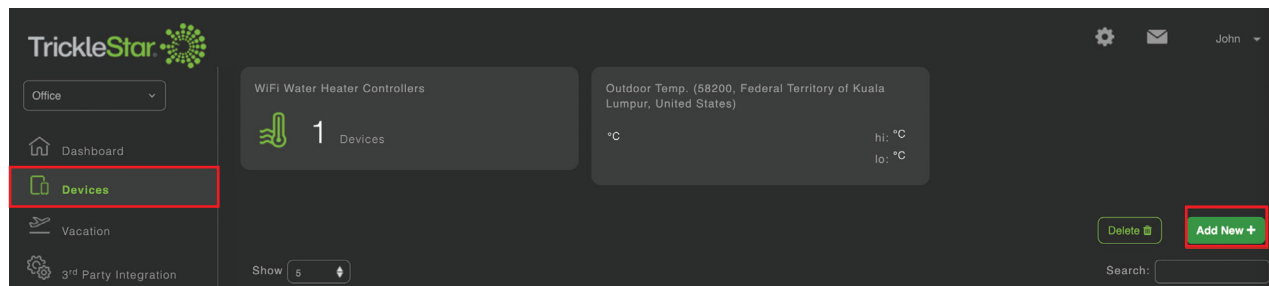 TrickleStar
John
Office
WiFi Water Heater Controllers
1 Devices
Outdoor Temp. (58200, Federal Territory of Kuala
Lumpur, United States)
°C
hi: °C
lo: °C
Dashboard
Devices
Vacation
Delete
Add New +
3rd Party Integration
Show 5
Search: